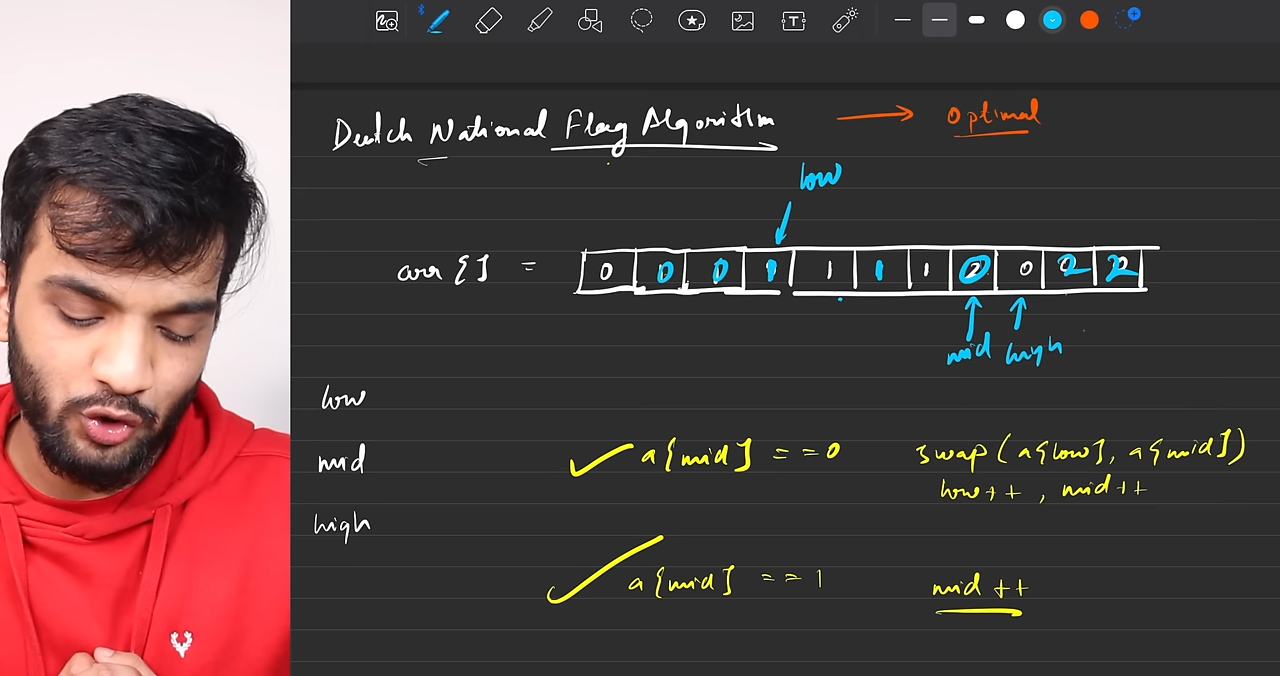 Dutch National Flag Algorithm → Optimal
low
arr[] = 0 0 0 1 1 1 1 2 0 2 2
mid high
low
mid a[mid] == 0 swap(a[low], a[mid])
low++, mid++
high
a[mid] == 1 mid++